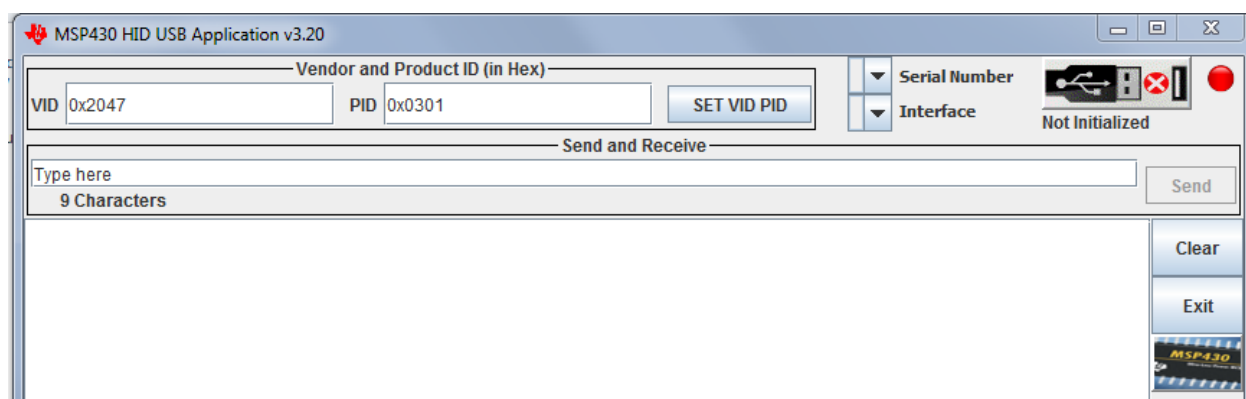 MSP430 HID USB Application v3.20
Vendor and Product ID (in Hex)
VID 0x2047 PID 0x0301 SET VID PID
Serial Number
Interface
Not Initialized
Send and Receive
Type here
Send
9 Characters
Clear
Exit
MSP430